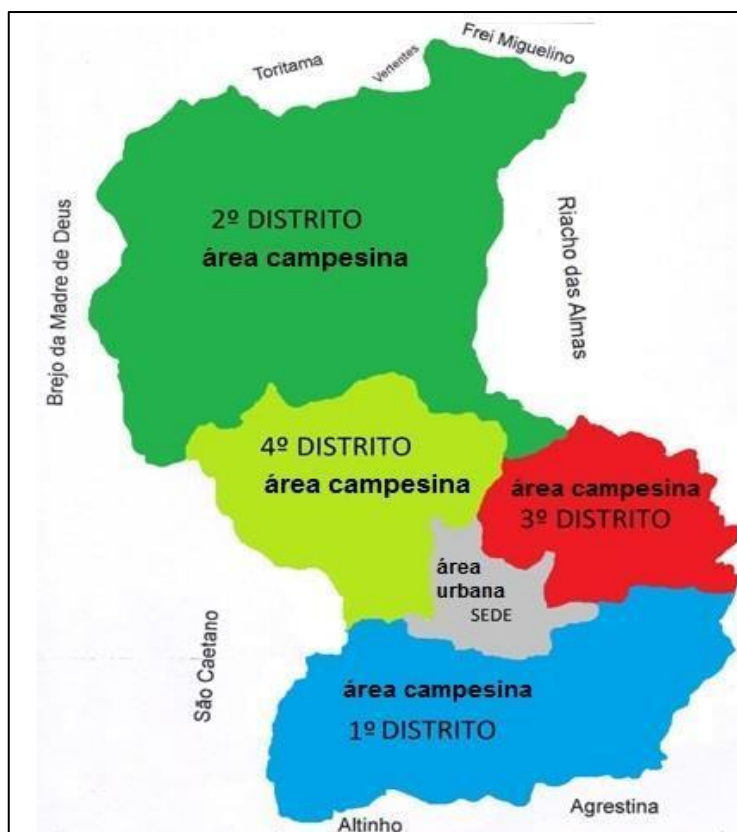 Frei Miguelino
Toritama
Vertentes
Brejo da Madre de Deus
2º DISTRITO
área campesina
Riacho das Almas
4º DISTRITO
área campesina
área campesina
3º DISTRITO
área
urbana
SEDE
São Caetano
área campesina
1º DISTRITO
Altinho
Agrestina